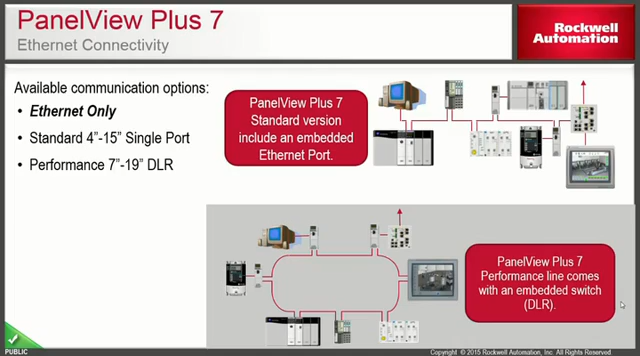 PanelView Plus 7
Ethernet Connectivity
Rockwell
Automation
Available communication options:
• Ethernet Only
• Standard 4”-15” Single Port
• Performance 7”-19” DLR
PanelView Plus 7
Standard version
include an embedded
Ethernet Port.
PanelView Plus 7
Performance line comes
with an embedded switch
(DLR).
PUBLIC
Copyright © 2015 Rockwell Automation, Inc. All Rights Reserved.